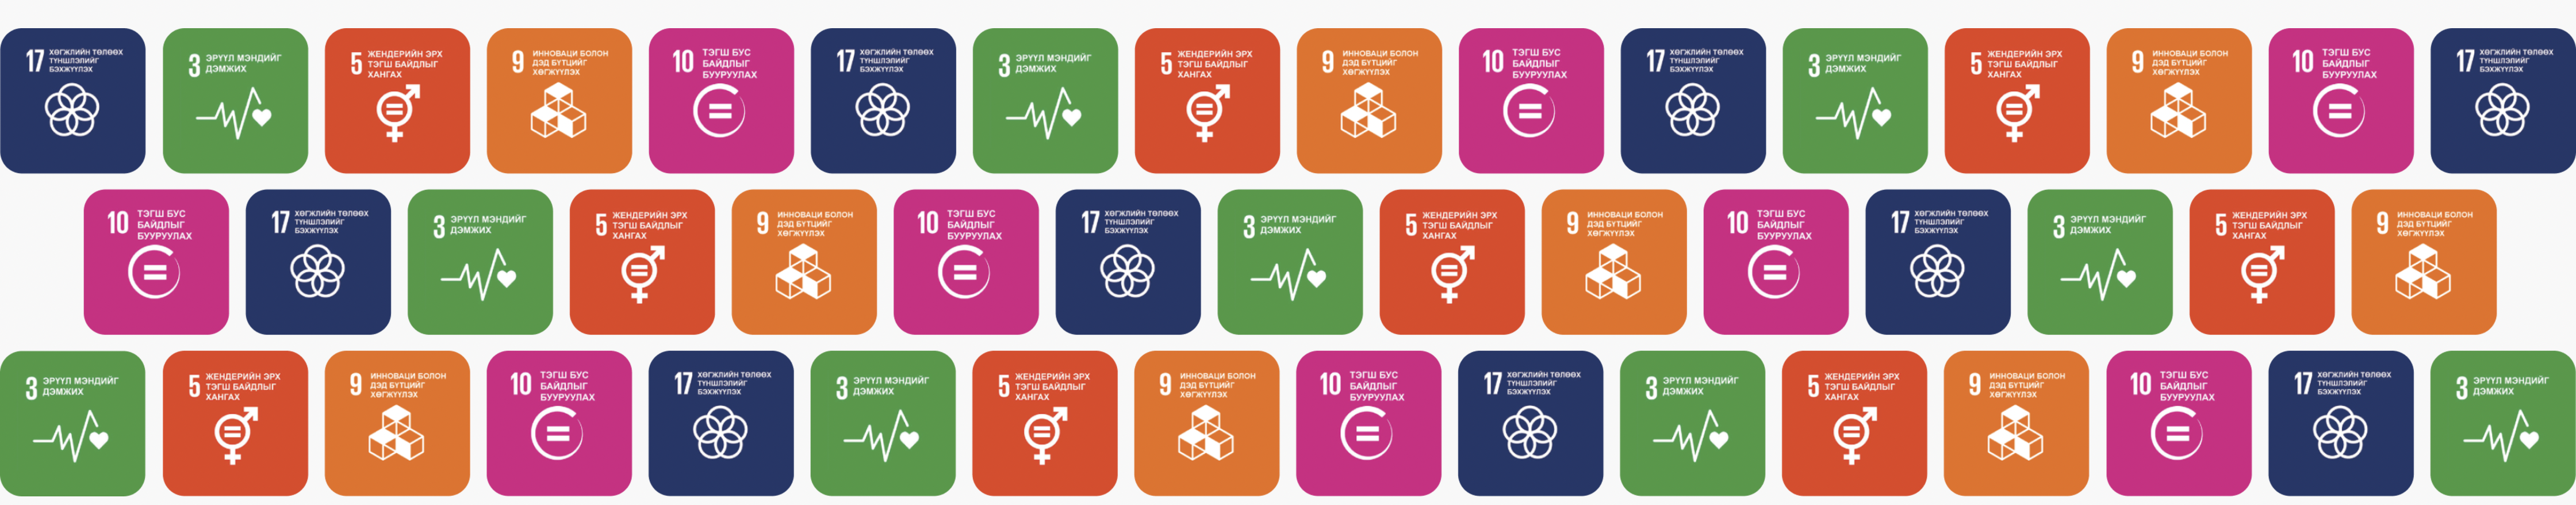 17 ХӨГЖЛИЙН ТӨЛӨӨХ
ТҮНШЛЭЛИЙГ
БЭХЖҮҮЛЭХ
3 ЭРҮҮЛ МЭНДИЙГ
ДЭМЖИХ
5 ЖЕНДЕРИЙН ЭРХ
ТЭГШ БАЙДЛЫГ
ХАНГАХ
9 ИННОВАЦИ БОЛОН
ДЭД БҮТЦИЙГ
ХӨГЖҮҮЛЭХ
10 ТЭГШ БУС
БАЙДЛЫГ
БУУРУУЛАХ
17 ХӨГЖЛИЙН ТӨЛӨӨХ
ТҮНШЛЭЛИЙГ
БЭХЖҮҮЛЭХ
3 ЭРҮҮЛ МЭНДИЙГ
ДЭМЖИХ
5 ЖЕНДЕРИЙН ЭРХ
ТЭГШ БАЙДЛЫГ
ХАНГАХ
9 ИННОВАЦИ БОЛОН
ДЭД БҮТЦИЙГ
ХӨГЖҮҮЛЭХ
10 ТЭГШ БУС
БАЙДЛЫГ
БУУРУУЛАХ
17 ХӨГЖЛИЙН ТӨЛӨӨХ
ТҮНШЛЭЛИЙГ
БЭХЖҮҮЛЭХ
3 ЭРҮҮЛ МЭНДИЙГ
ДЭМЖИХ
5 ЖЕНДЕРИЙН ЭРХ
ТЭГШ БАЙДЛЫГ
ХАНГАХ
9 ИННОВАЦИ БОЛОН
ДЭД БҮТЦИЙГ
ХӨГЖҮҮЛЭХ
10 ТЭГШ БУС
БАЙДЛЫГ
БУУРУУЛАХ
17 ХӨГЖЛИЙН ТӨЛӨӨХ
ТҮНШЛЭЛИЙГ
БЭХЖҮҮЛЭХ
10 ТЭГШ БУС
БАЙДЛЫГ
БУУРУУЛАХ
17 ХӨГЖЛИЙН ТӨЛӨӨХ
ТҮНШЛЭЛИЙГ
БЭХЖҮҮЛЭХ
3 ЭРҮҮЛ МЭНДИЙГ
ДЭМЖИХ
5 ЖЕНДЕРИЙН ЭРХ
ТЭГШ БАЙДЛЫГ
ХАНГАХ
9 ИННОВАЦИ БОЛОН
ДЭД БҮТЦИЙГ
ХӨГЖҮҮЛЭХ
10 ТЭГШ БУС
БАЙДЛЫГ
БУУРУУЛАХ
17 ХӨГЖЛИЙН ТӨЛӨӨХ
ТҮНШЛЭЛИЙГ
БЭХЖҮҮЛЭХ
3 ЭРҮҮЛ МЭНДИЙГ
ДЭМЖИХ
5 ЖЕНДЕРИЙН ЭРХ
ТЭГШ БАЙДЛЫГ
ХАНГАХ
9 ИННОВАЦИ БОЛОН
ДЭД БҮТЦИЙГ
ХӨГЖҮҮЛЭХ
10 ТЭГШ БУС
БАЙДЛЫГ
БУУРУУЛАХ
17 ХӨГЖЛИЙН ТӨЛӨӨХ
ТҮНШЛЭЛИЙГ
БЭХЖҮҮЛЭХ
3 ЭРҮҮЛ МЭНДИЙГ
ДЭМЖИХ
5 ЖЕНДЕРИЙН ЭРХ
ТЭГШ БАЙДЛЫГ
ХАНГАХ
9 ИННОВАЦИ БОЛОН
ДЭД БҮТЦИЙГ
ХӨГЖҮҮЛЭХ
3 ЭРҮҮЛ МЭНДИЙГ
ДЭМЖИХ
5 ЖЕНДЕРИЙН ЭРХ
ТЭГШ БАЙДЛЫГ
ХАНГАХ
9 ИННОВАЦИ БОЛОН
ДЭД БҮТЦИЙГ
ХӨГЖҮҮЛЭХ
10 ТЭГШ БУС
БАЙДЛЫГ
БУУРУУЛАХ
17 ХӨГЖЛИЙН ТӨЛӨӨХ
ТҮНШЛЭЛИЙГ
БЭХЖҮҮЛЭХ
3 ЭРҮҮЛ МЭНДИЙГ
ДЭМЖИХ
5 ЖЕНДЕРИЙН ЭРХ
ТЭГШ БАЙДЛЫГ
ХАНГАХ
9 ИННОВАЦИ БОЛОН
ДЭД БҮТЦИЙГ
ХӨГЖҮҮЛЭХ
10 ТЭГШ БУС
БАЙДЛЫГ
БУУРУУЛАХ
17 ХӨГЖЛИЙН ТӨЛӨӨХ
ТҮНШЛЭЛИЙГ
БЭХЖҮҮЛЭХ
3 ЭРҮҮЛ МЭНДИЙГ
ДЭМЖИХ
5 ЖЕНДЕРИЙН ЭРХ
ТЭГШ БАЙДЛЫГ
ХАНГАХ
9 ИННОВАЦИ БОЛОН
ДЭД БҮТЦИЙГ
ХӨГЖҮҮЛЭХ
10 ТЭГШ БУС
БАЙДЛЫГ
БУУРУУЛАХ
17 ХӨГЖЛИЙН ТӨЛӨӨХ
ТҮНШЛЭЛИЙГ
БЭХЖҮҮЛЭХ
3 ЭРҮҮЛ МЭНДИЙГ
ДЭМЖИХ